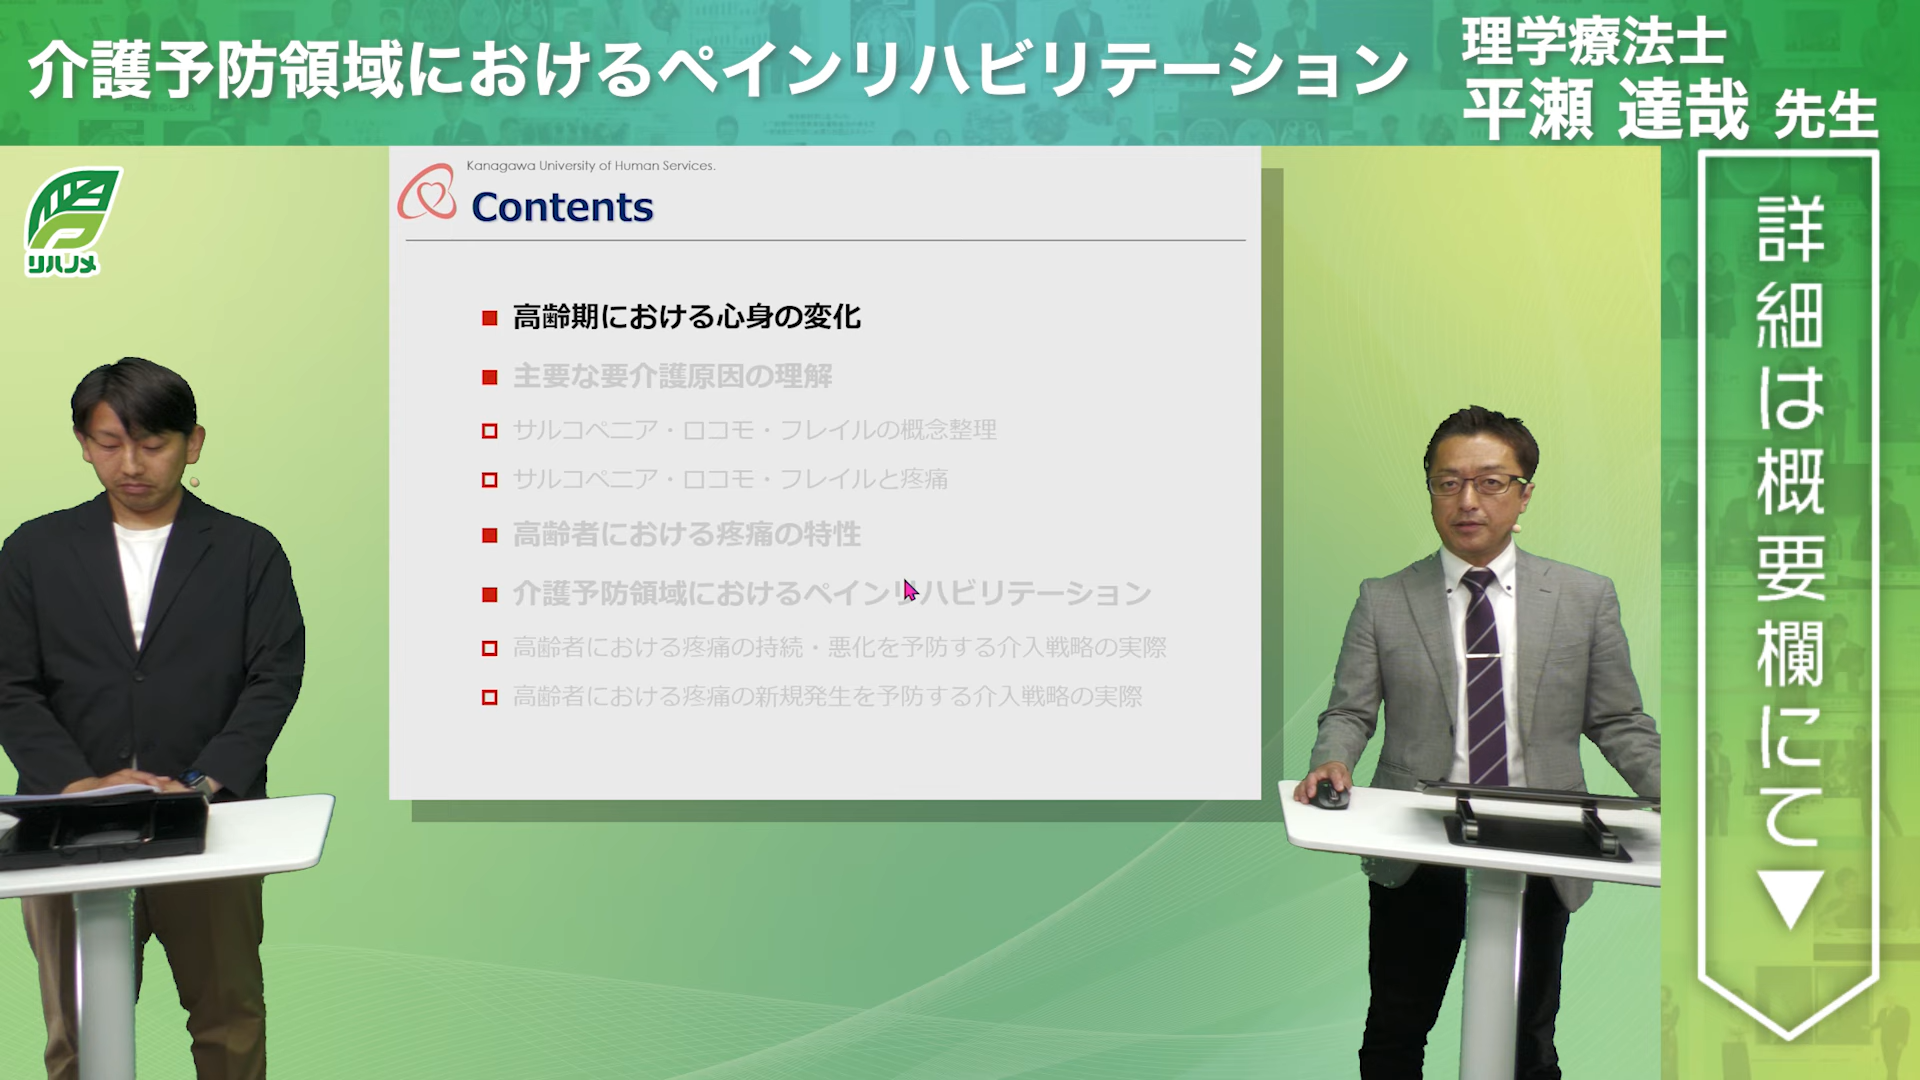 介護予防領域におけるペインリハビリテーション
理学療法士
平瀬 達哉 先生
リハノメ
Kanagawa University of Human Services.
Contents
高齢期における心身の変化
主要な要介護原因の理解
サルコペニア・ロコモ・フレイルの概念整理
サルコペニア・ロコモ・フレイルと疼痛
高齢者における疼痛の特性
介護予防領域におけるペインリハビリテーション
高齢者における疼痛の持続・悪化を予防する介入戦略の実際
高齢者における疼痛の新規発生を予防する介入戦略の実際
詳細は概要欄にて▼